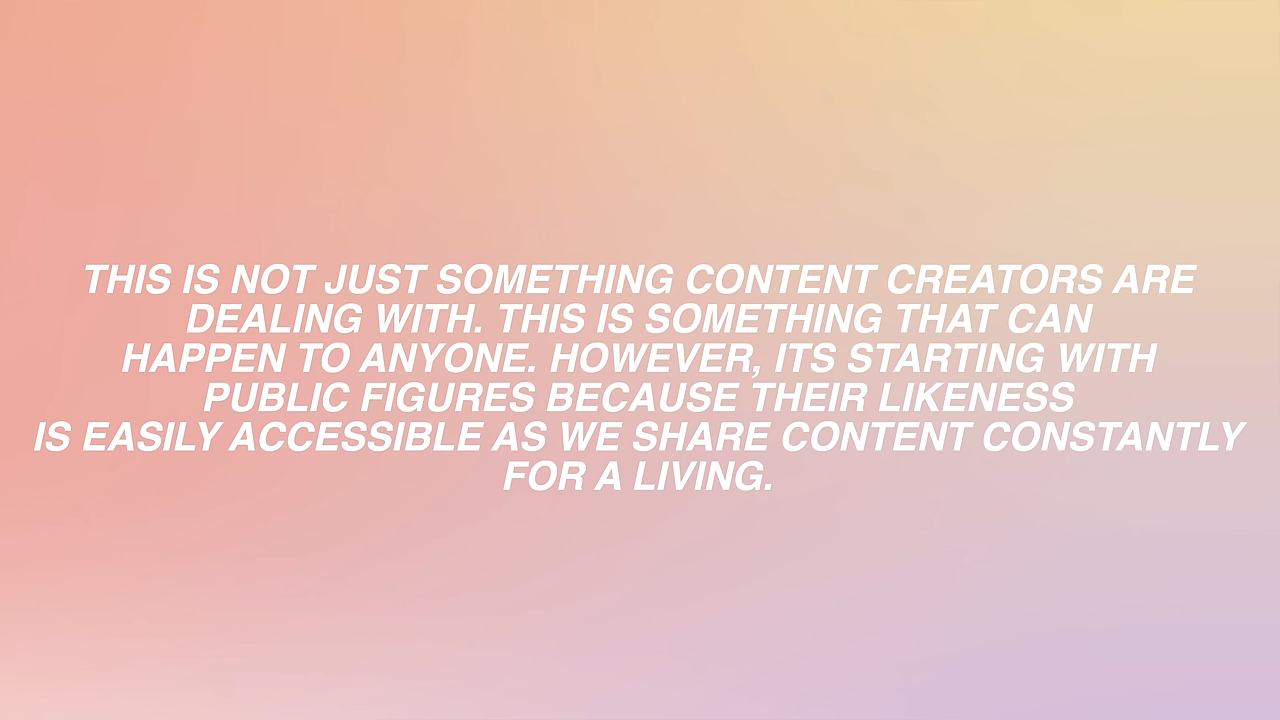 THIS IS NOT JUST SOMETHING CONTENT CREATORS ARE
DEALING WITH. THIS IS SOMETHING THAT CAN
HAPPEN TO ANYONE. HOWEVER, ITS STARTING WITH
PUBLIC FIGURES BECAUSE THEIR LIKENESS
IS EASILY ACCESSIBLE AS WE SHARE CONTENT CONSTANTLY
FOR A LIVING.